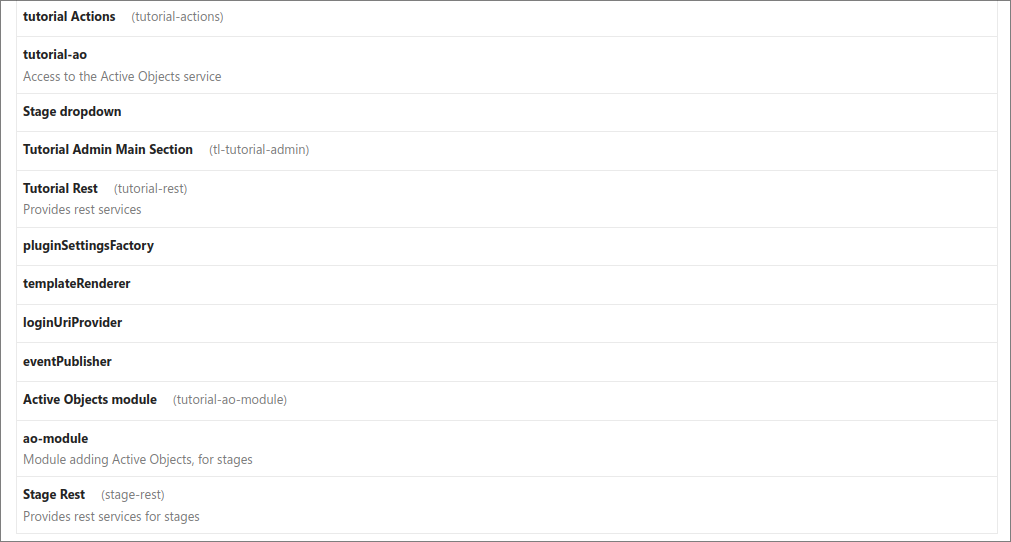 tutorial Actions (tutorial-actions)
tutorial-ao
Access to the Active Objects service
Stage dropdown
Tutorial Admin Main Section (tl-tutorial-admin)
Tutorial Rest (tutorial-rest)
Provides rest services
pluginSettingsFactory
templateRenderer
loginUriProvider
eventPublisher
Active Objects module (tutorial-ao-module)
ao-module
Module adding Active Objects, for stages
Stage Rest (stage-rest)
Provides rest services for stages